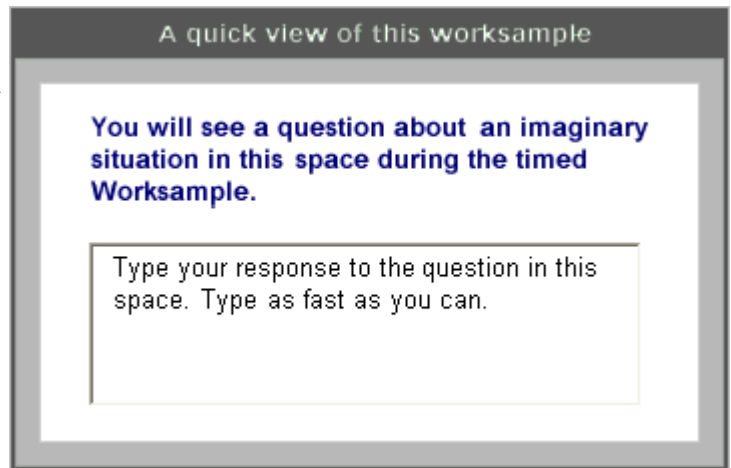 A quick view of this worksample
You will see a question about an imaginary
situation in this space during the timed
Worksample.
Type your response to the question in this
space. Type as fast as you can.